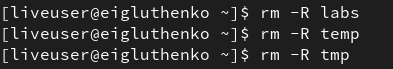 [liveuser@eigluthenko ~]$ rm -R labs
[liveuser@eigluthenko ~]$ rm -R temp
[liveuser@eigluthenko ~]$ rm -R tmp